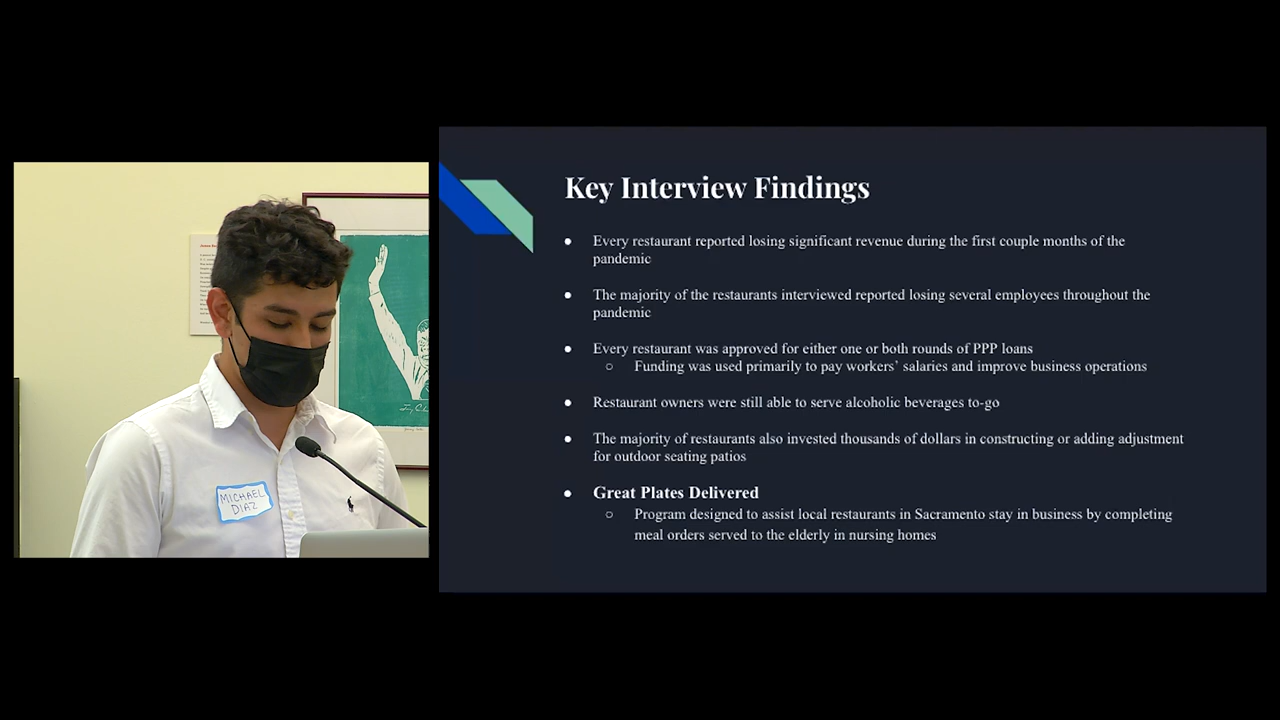 MICHAEL
DIAZ
Key Interview Findings
● Every restaurant reported losing significant revenue during the first couple months of the
pandemic
● The majority of the restaurants interviewed reported losing several employees throughout the
pandemic
● Every restaurant was approved for either one or both rounds of PPP loans
○ Funding was used primarily to pay workers’ salaries and improve business operations
● Restaurant owners were still able to serve alcoholic beverages to-go
● The majority of restaurants also invested thousands of dollars in constructing or adding adjustment
for outdoor seating patios
● Great Plates Delivered
○ Program designed to assist local restaurants in Sacramento stay in business by completing
meal orders served to the elderly in nursing homes